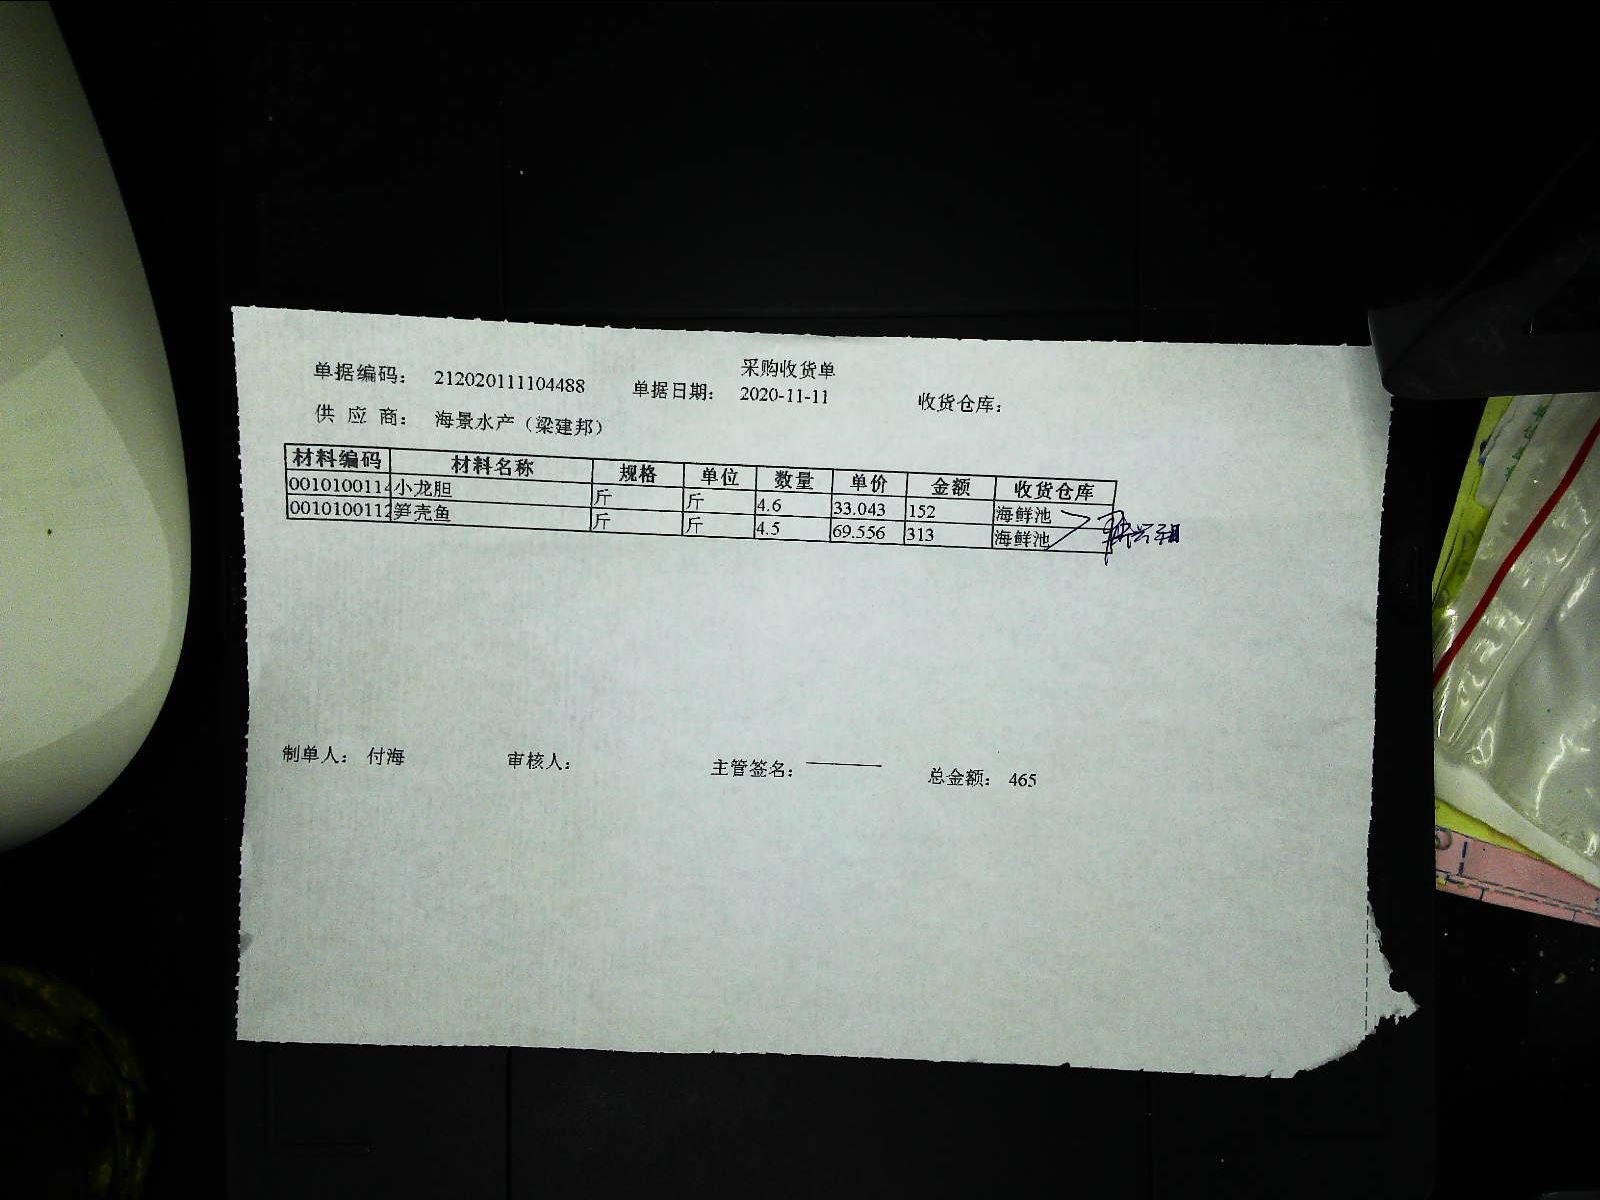 采购收货单
单据编码： 212020111104488 单据日期： 2020-11-11 收货仓库：
供 应 商： 海景水产（梁建邦）
材料编码 材料名称 规格 单位 数量 单价 金额 收货仓库
0010100114 小龙胆 斤 斤 4.6 33.043 152 海鲜池
0010100112 笋壳鱼 斤 斤 4.5 69.556 313 海鲜池
制单人： 付海 审核人： 主管签名： 总金额： 465